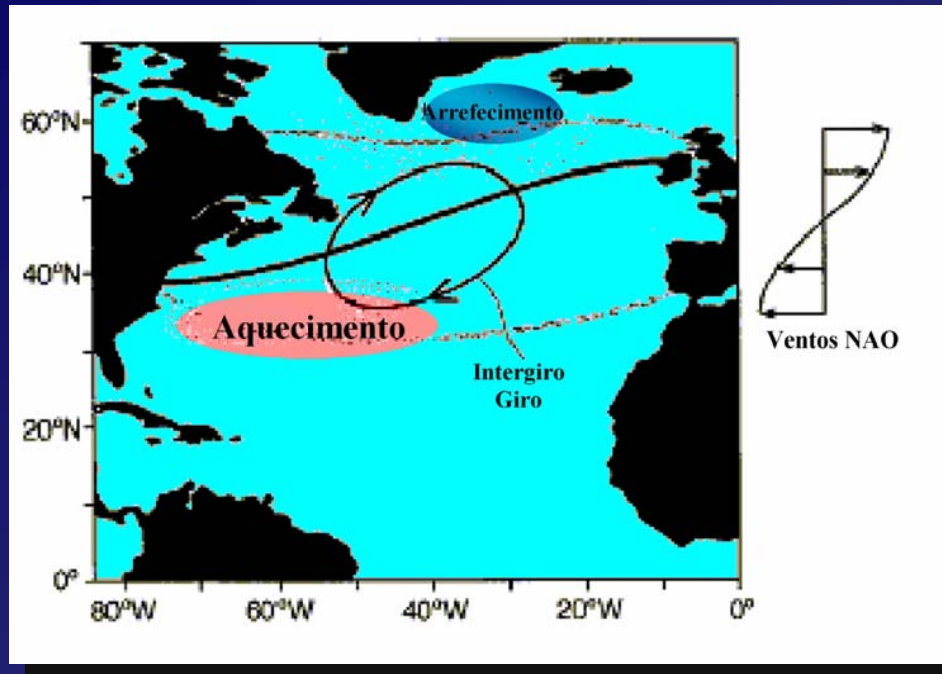 Arrefecimento
60°N
40°N
Aquecimento
Ventos NAO
Intergiro
Giro
20°N
0°
80°W
60°W
40°W
20°W
0°